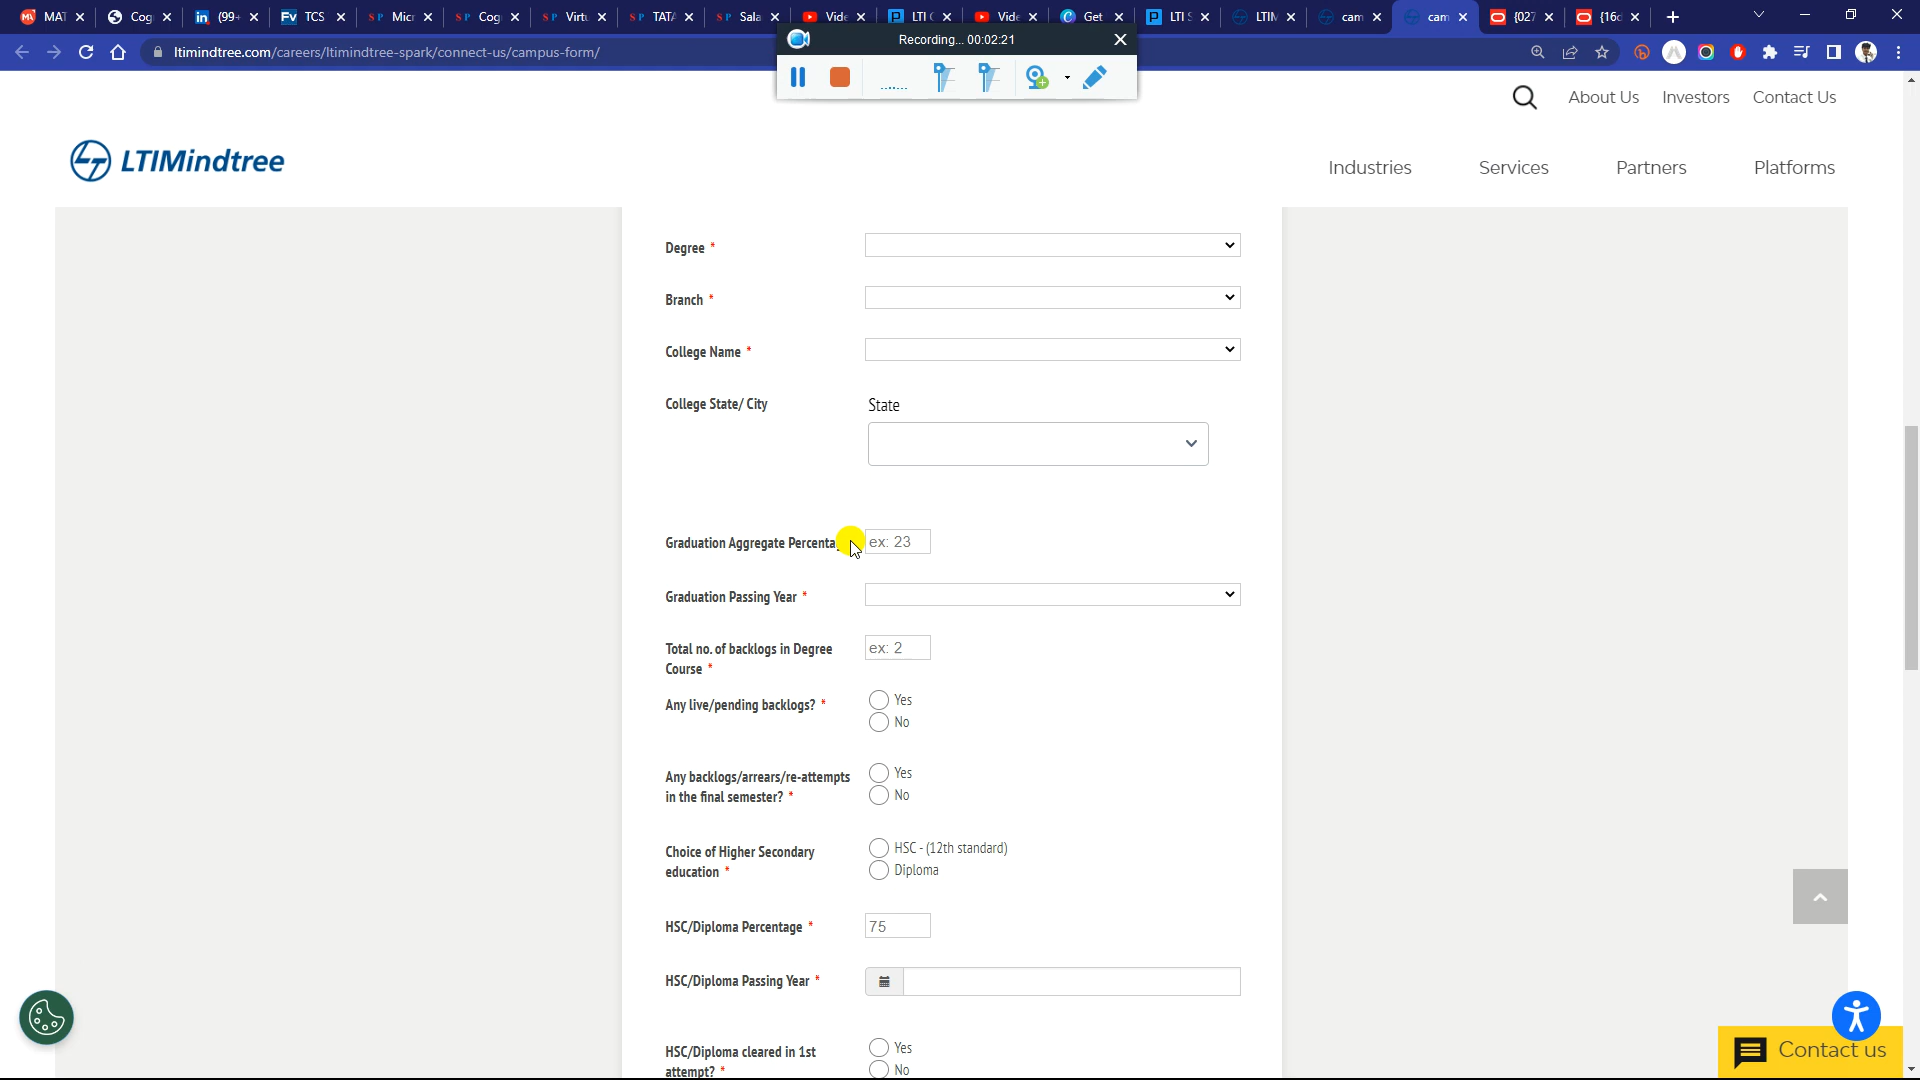 MAT
Cog
(99+
TCS
Micr
Cog
Virtu
TATA
Sala
Vide
LTI C
Vide
Get
LTI S
LTIM
cam
cam
{027
{16c
ltimindtree.com/careers/ltimindtree-spark/connect-us/campus-form/
Recording... 00:02:21
About Us Investors Contact Us
LTIMindtree
Industries Services Partners Platforms
Degree *
Branch *
College Name *
College State/ City State
Graduation Aggregate Percenta ex: 23
Graduation Passing Year *
Total no. of backlogs in Degree ex: 2
Course *
Any live/pending backlogs? * Yes
No
Any backlogs/arrears/re-attempts Yes
in the final semester? * No
Choice of Higher Secondary HSC - (12th standard)
education * Diploma
HSC/Diploma Percentage * 75
HSC/Diploma Passing Year *
HSC/Diploma cleared in 1st Yes
attempt? * No
Contact us